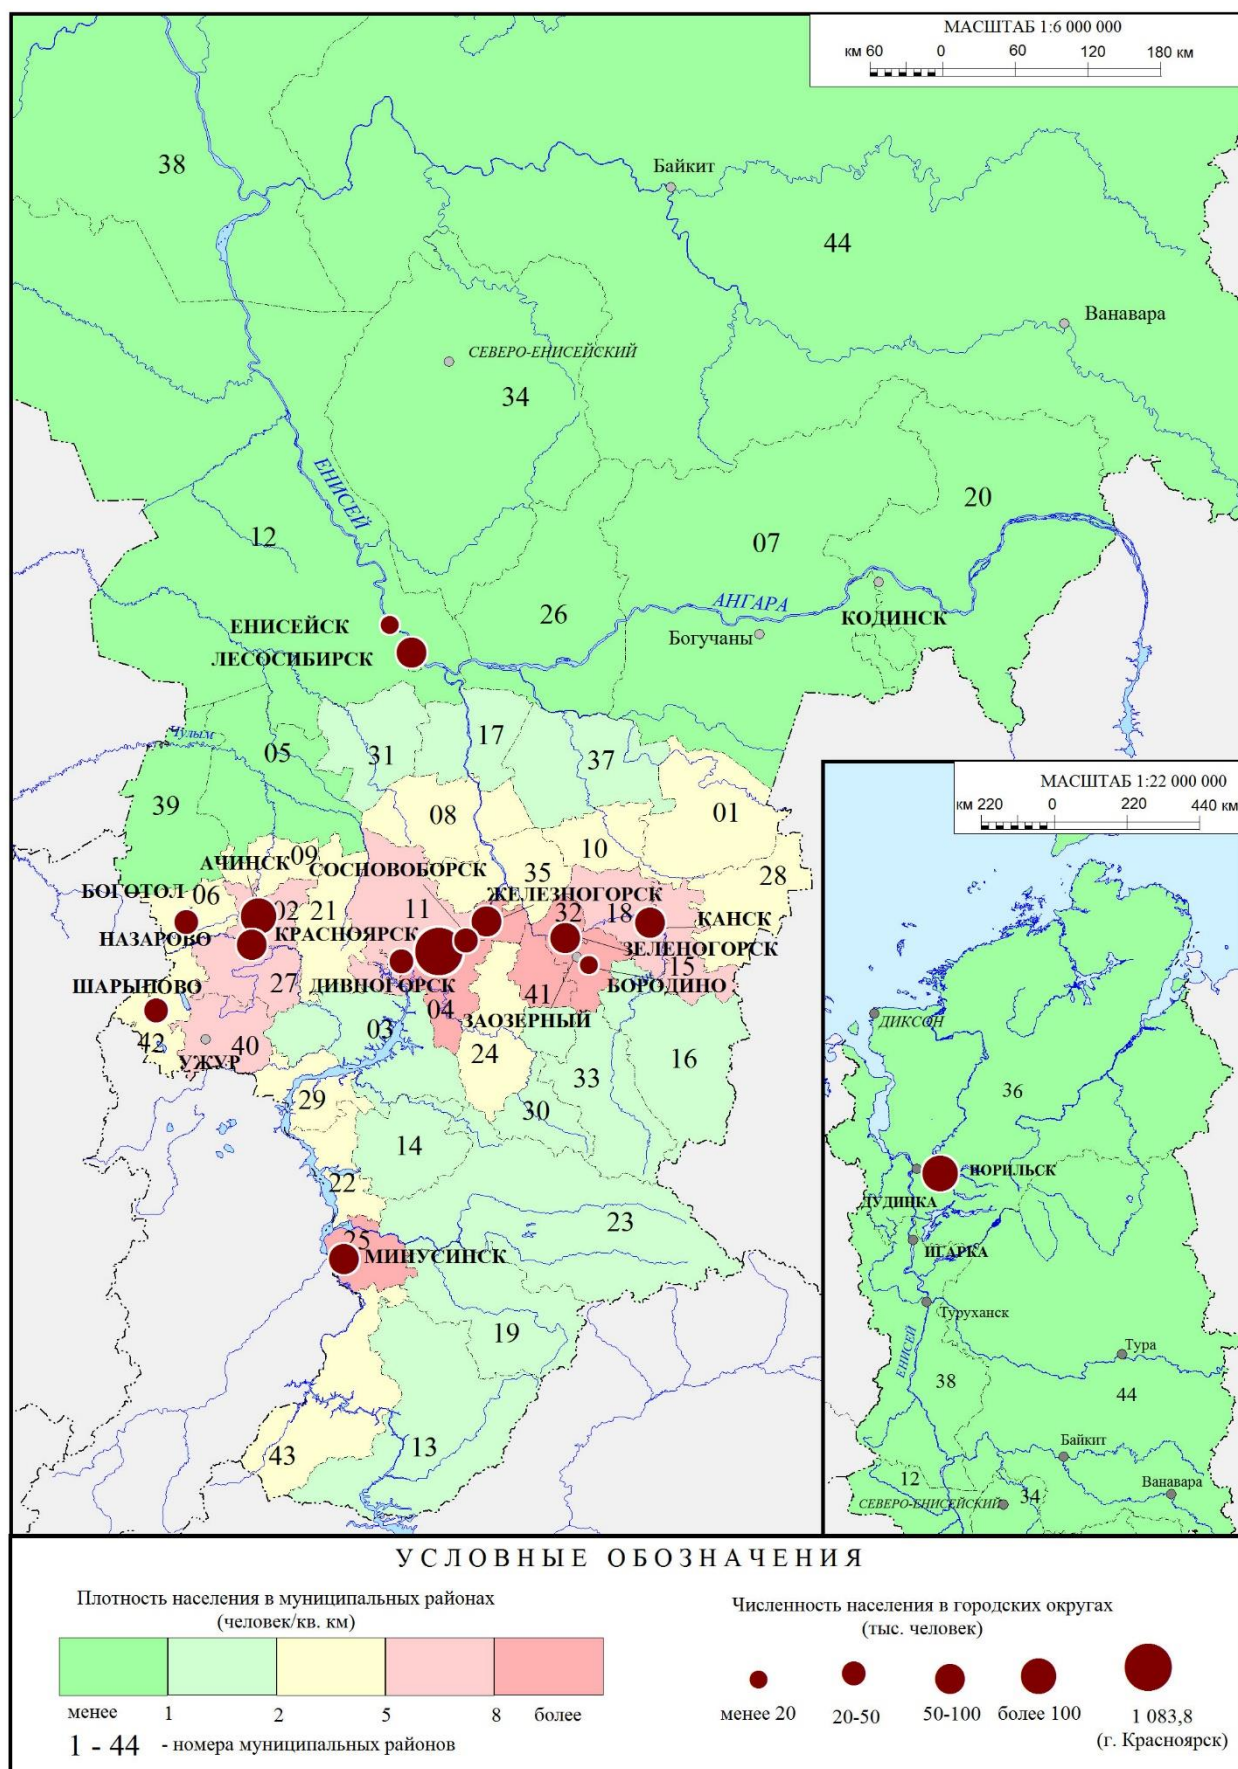 МАСШТАБ 1:6 000 000
км 60 0 60 120 180 км
38
Байкит
44
Ванавара
СЕВЕРО-ЕНИСЕЙСКИЙ
34
ЕНИСЕЙ
20
12
07
АНГАРА
26
КОДИНСК
ЕНИСЕЙСК
Богучаны
ЛЕСОСИБИРСК
Чулым
05
31
17
37
39
08
01
МАСШТАБ 1:22 000 000
км 220 0 220 440 км
АЧИНСК
09
СОСНОВОБОРСК
35
10
28
БОГОТОЛ
06
02
21
11
ЖЕЛЕЗНОГОРСК
32
18
КАНСК
НАЗАРОВО
КРАСНОЯРСК
ЗЕЛЕНОГОРСК
ШАРЫПОВО
27
ДИВНОГОРСК
04
41
БОРОДИНО
15
03
ЗАОЗЕРНЫЙ
42
УЖУР
40
24
33
16
29
30
14
22
23
25
МИНУСИНСК
19
43
13
ДИКСОН
36
НОРИЛЬСК
ДУДИНКА
ИГАРКА
Туруханск
ЕНИСЕЙ
Тура
38
44
Байкит
12
Ванавара
СЕВЕРО-ЕНИСЕЙСКИЙ
34
УСЛОВНЫЕ ОБОЗНАЧЕНИЯ
Плотность населения в муниципальных районах
(человек/кв. км)
менее 1 2 5 8 более
1 - 44 - номера муниципальных районов
Численность населения в городских округах
(тыс. человек)
менее 20 20-50 50-100 более 100 1 083,8
(г. Красноярск)